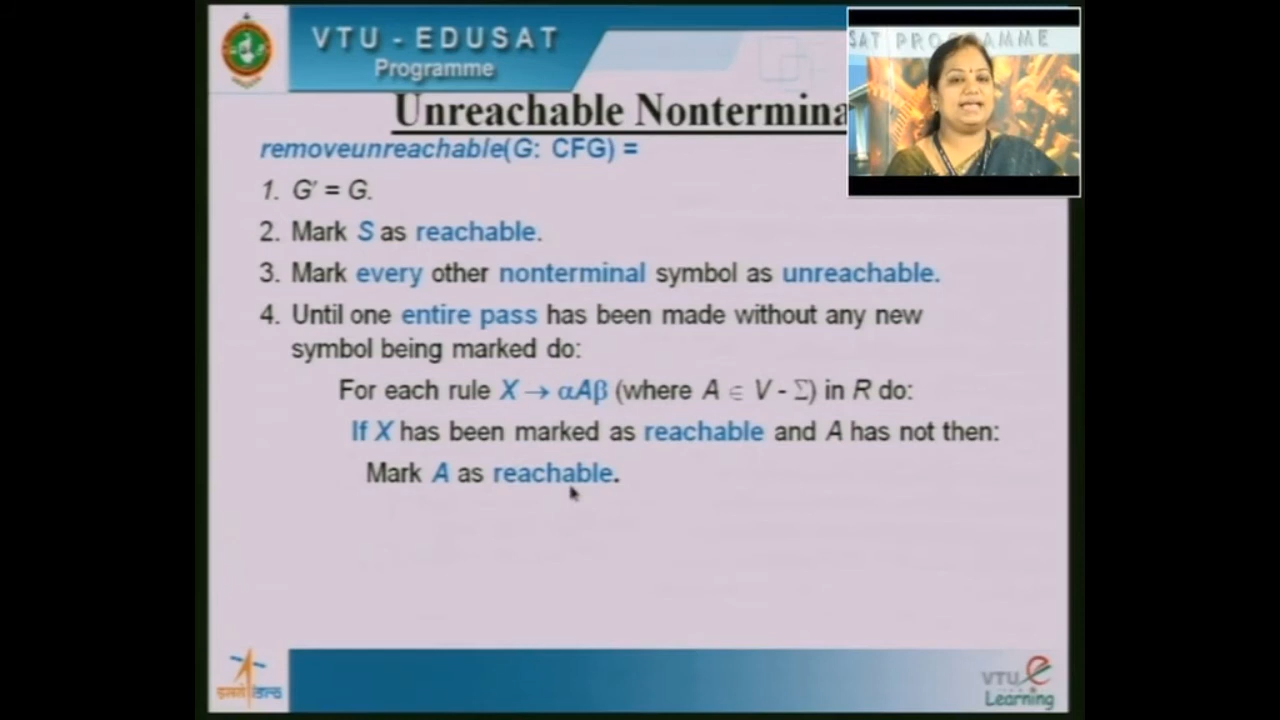 VTU - EDUSAT
Programme
SAT PROGRAMME
Unreachable Nontermina
removeunreachable(G: CFG) =
1. G' = G.
2. Mark S as reachable.
3. Mark every other nonterminal symbol as unreachable.
4. Until one entire pass has been made without any new
symbol being marked do:
For each rule X → αAβ (where A ∈ V - Σ) in R do:
If X has been marked as reachable and A has not then:
Mark A as reachable.
इसरो isro
VTU e
Learning